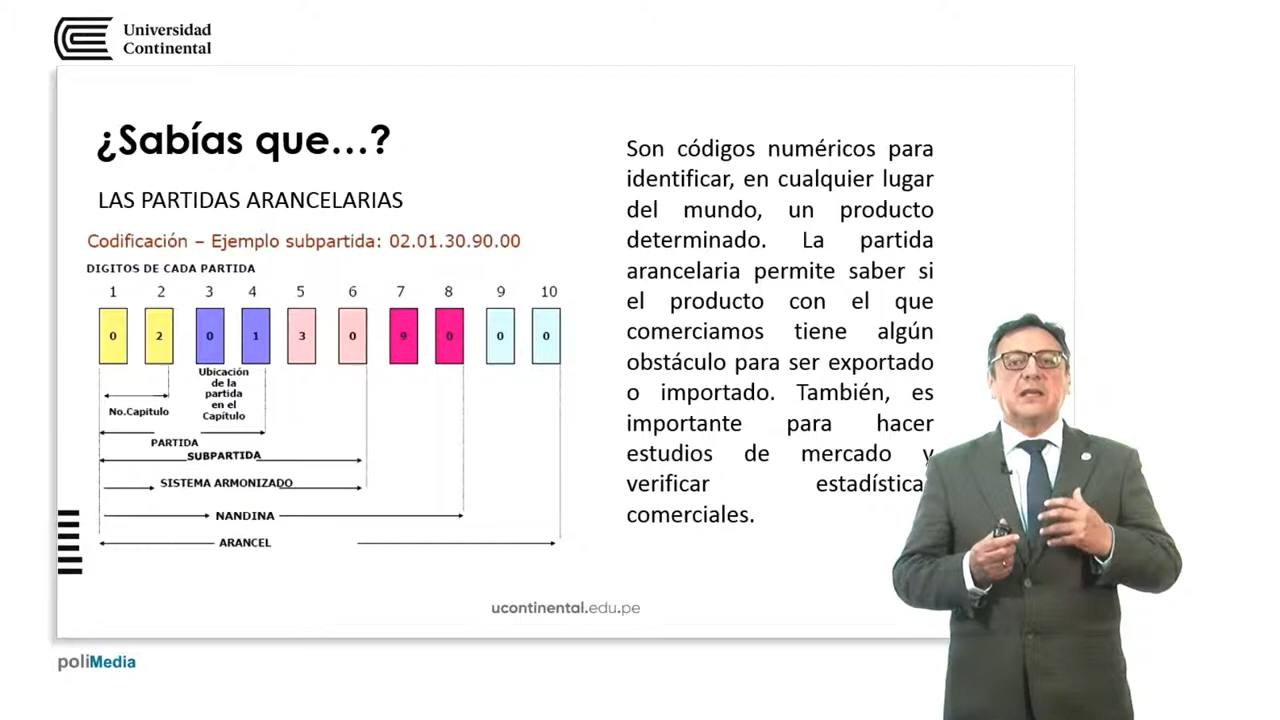 Universidad
Continental
¿Sabías que...?
LAS PARTIDAS ARANCELARIAS
Codificación – Ejemplo subpartida: 02.01.30.90.00
DIGITOS DE CADA PARTIDA
1 2 3 4 5 6 7 8 9 10
0 2 0 1 3 0 9 0 0 0
No.Capitulo
Ubicación
de la
partida
en el
Capítulo
PARTIDA
SUBPARTIDA
SISTEMA ARMONIZADO
NANDINA
ARANCEL
Son códigos numéricos para
identificar, en cualquier lugar
del mundo, un producto
determinado. La partida
arancelaria permite saber si
el producto con el que
comerciamos tiene algún
obstáculo para ser exportado
o importado. También, es
importante para hacer
estudios de mercado y
verificar estadística
comerciales.
ucontinental.edu.pe
poliMedia